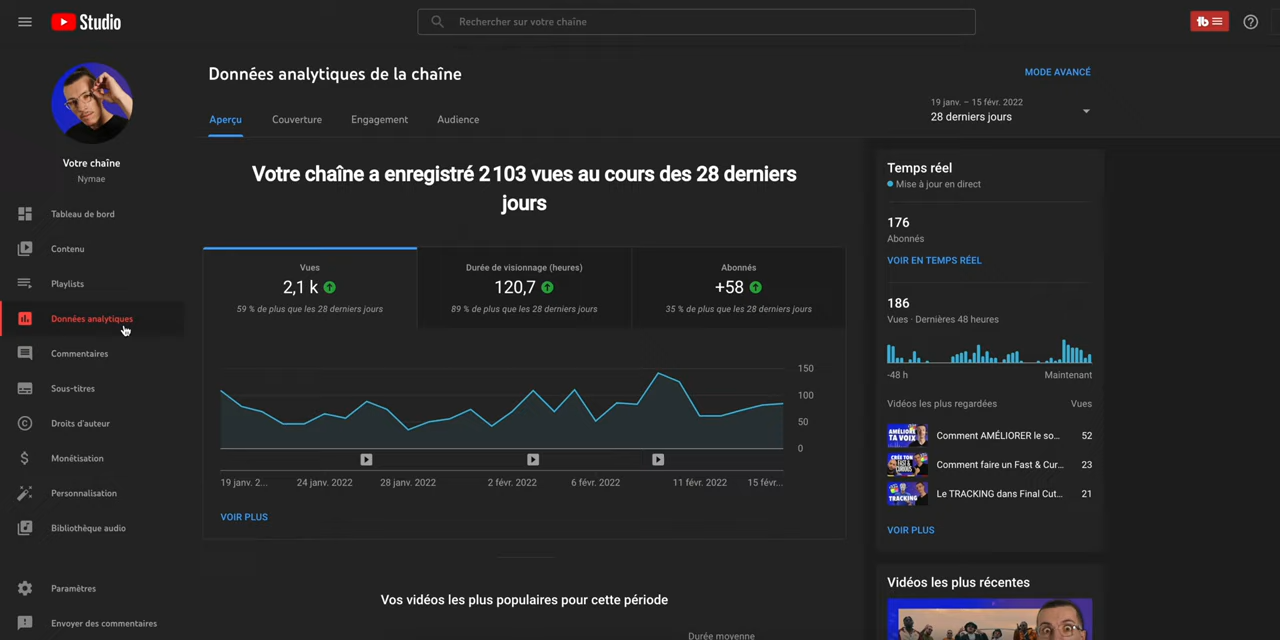 Studio
Rechercher sur votre chaîne
tb
Votre chaîne
Nymae
Tableau de bord
Contenu
Playlists
Données analytiques
Commentaires
Sous-titres
Droits d'auteur
Monétisation
Personnalisation
Bibliothèque audio
Paramètres
Envoyer des commentaires
Données analytiques de la chaîne
MODE AVANCÉ
Aperçu
Couverture
Engagement
Audience
19 janv. – 15 févr. 2022
28 derniers jours
Votre chaîne a enregistré 2 103 vues au cours des 28 derniers
jours
Vues
2,1 k
59 % de plus que les 28 derniers jours
Durée de visionnage (heures)
120,7
89 % de plus que les 28 derniers jours
Abonnés
+58
35 % de plus que les 28 derniers jours
150
100
50
0
19 janv. 2...
24 janv. 2022
28 janv. 2022
2 févr. 2022
6 févr. 2022
11 févr. 2022
15 févr...
VOIR PLUS
Vos vidéos les plus populaires pour cette période
Durée moyenne
Temps réel
Mise à jour en direct
176
Abonnés
VOIR EN TEMPS RÉEL
186
Vues · Dernières 48 heures
-48 h
Maintenant
Vidéos les plus regardées
Vues
AMÉLIORE
TA VOIX
Comment AMÉLIORER le so...
52
CRÉE TON
FAST &
CURIOUS
Comment faire un Fast & Cur...
23
TRACKING
Le TRACKING dans Final Cut...
21
VOIR PLUS
Vidéos les plus récentes